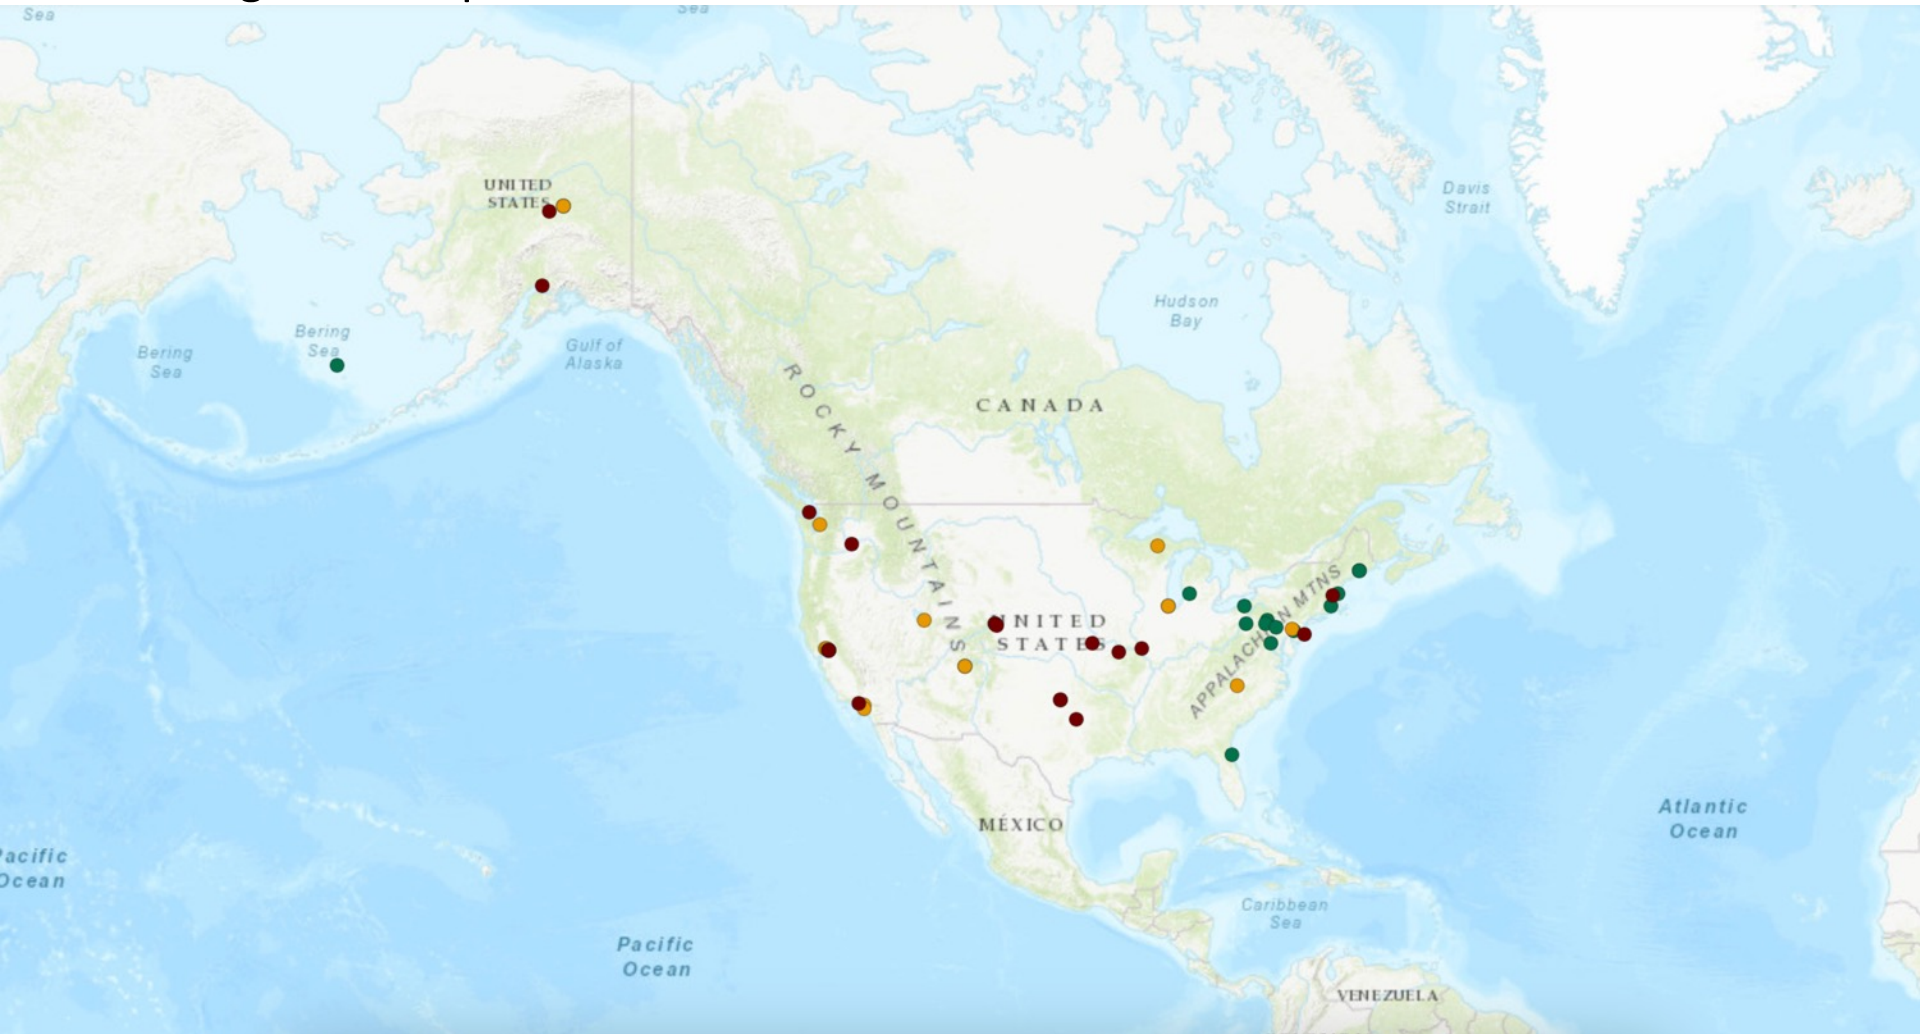 Sea
Sea
UNITED
STATES
Davis
Strait
Hudson
Bay
Bering
Sea
Bering
Sea
Gulf of
Alaska
ROCKY MOUNTAINS
CANADA
APPALACHIAN MTNS
UNITED
STATES
MÉXICO
Atlantic
Ocean
Pacific
Ocean
Caribbean
Sea
Pacific
Ocean
VENEZUELA